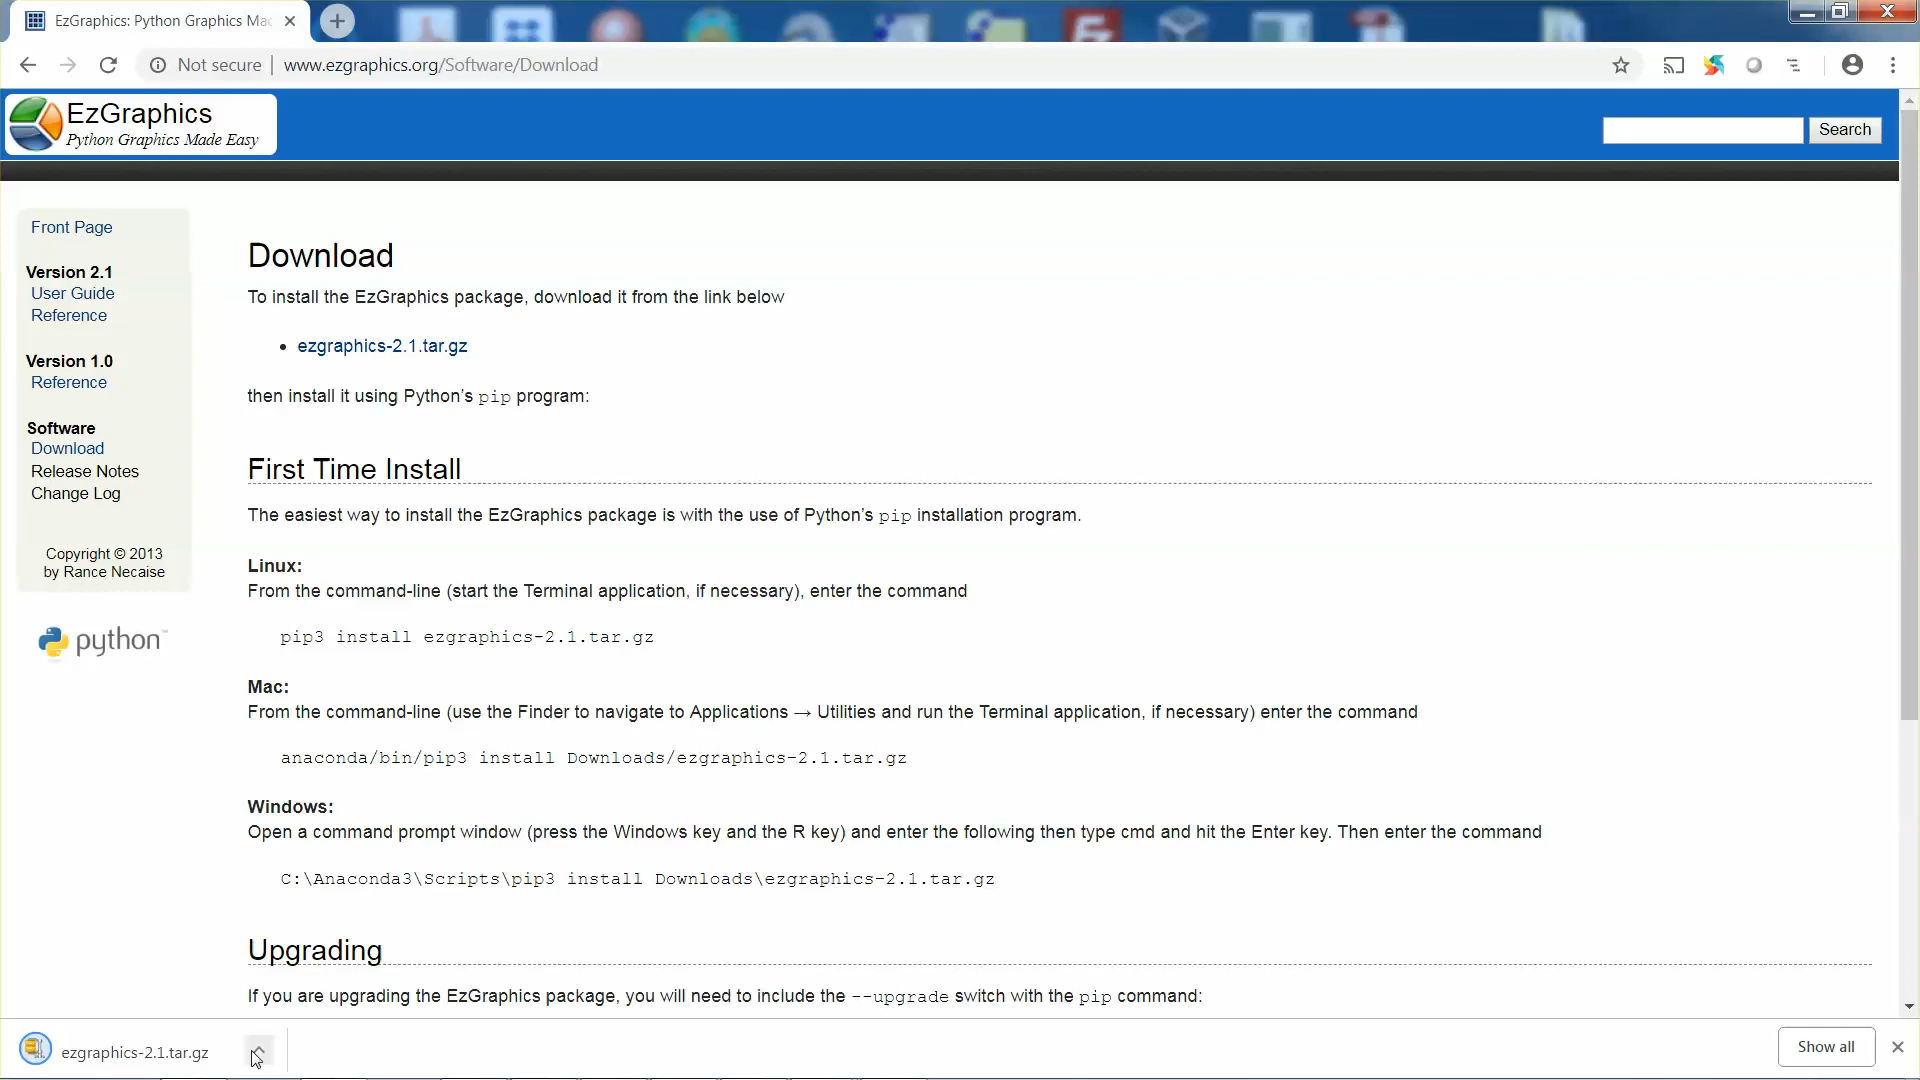 EzGraphics: Python Graphics Mac
Not secure | www.ezgraphics.org/Software/Download
EzGraphics
Python Graphics Made Easy
Search
Front Page
Version 2.1
User Guide
Reference
Version 1.0
Reference
Software
Download
Release Notes
Change Log
Copyright © 2013
by Rance Necaise
python™
Download
To install the EzGraphics package, download it from the link below
• ezgraphics-2.1.tar.gz
then install it using Python's pip program:
First Time Install
The easiest way to install the EzGraphics package is with the use of Python's pip installation program.
Linux:
From the command-line (start the Terminal application, if necessary), enter the command
pip3 install ezgraphics-2.1.tar.gz
Mac:
From the command-line (use the Finder to navigate to Applications → Utilities and run the Terminal application, if necessary) enter the command
anaconda/bin/pip3 install Downloads/ezgraphics-2.1.tar.gz
Windows:
Open a command prompt window (press the Windows key and the R key) and enter the following then type cmd and hit the Enter key. Then enter the command
C:\Anaconda3\Scripts\pip3 install Downloads\ezgraphics-2.1.tar.gz
Upgrading
If you are upgrading the EzGraphics package, you will need to include the --upgrade switch with the pip command:
ezgraphics-2.1.tar.gz
Show all